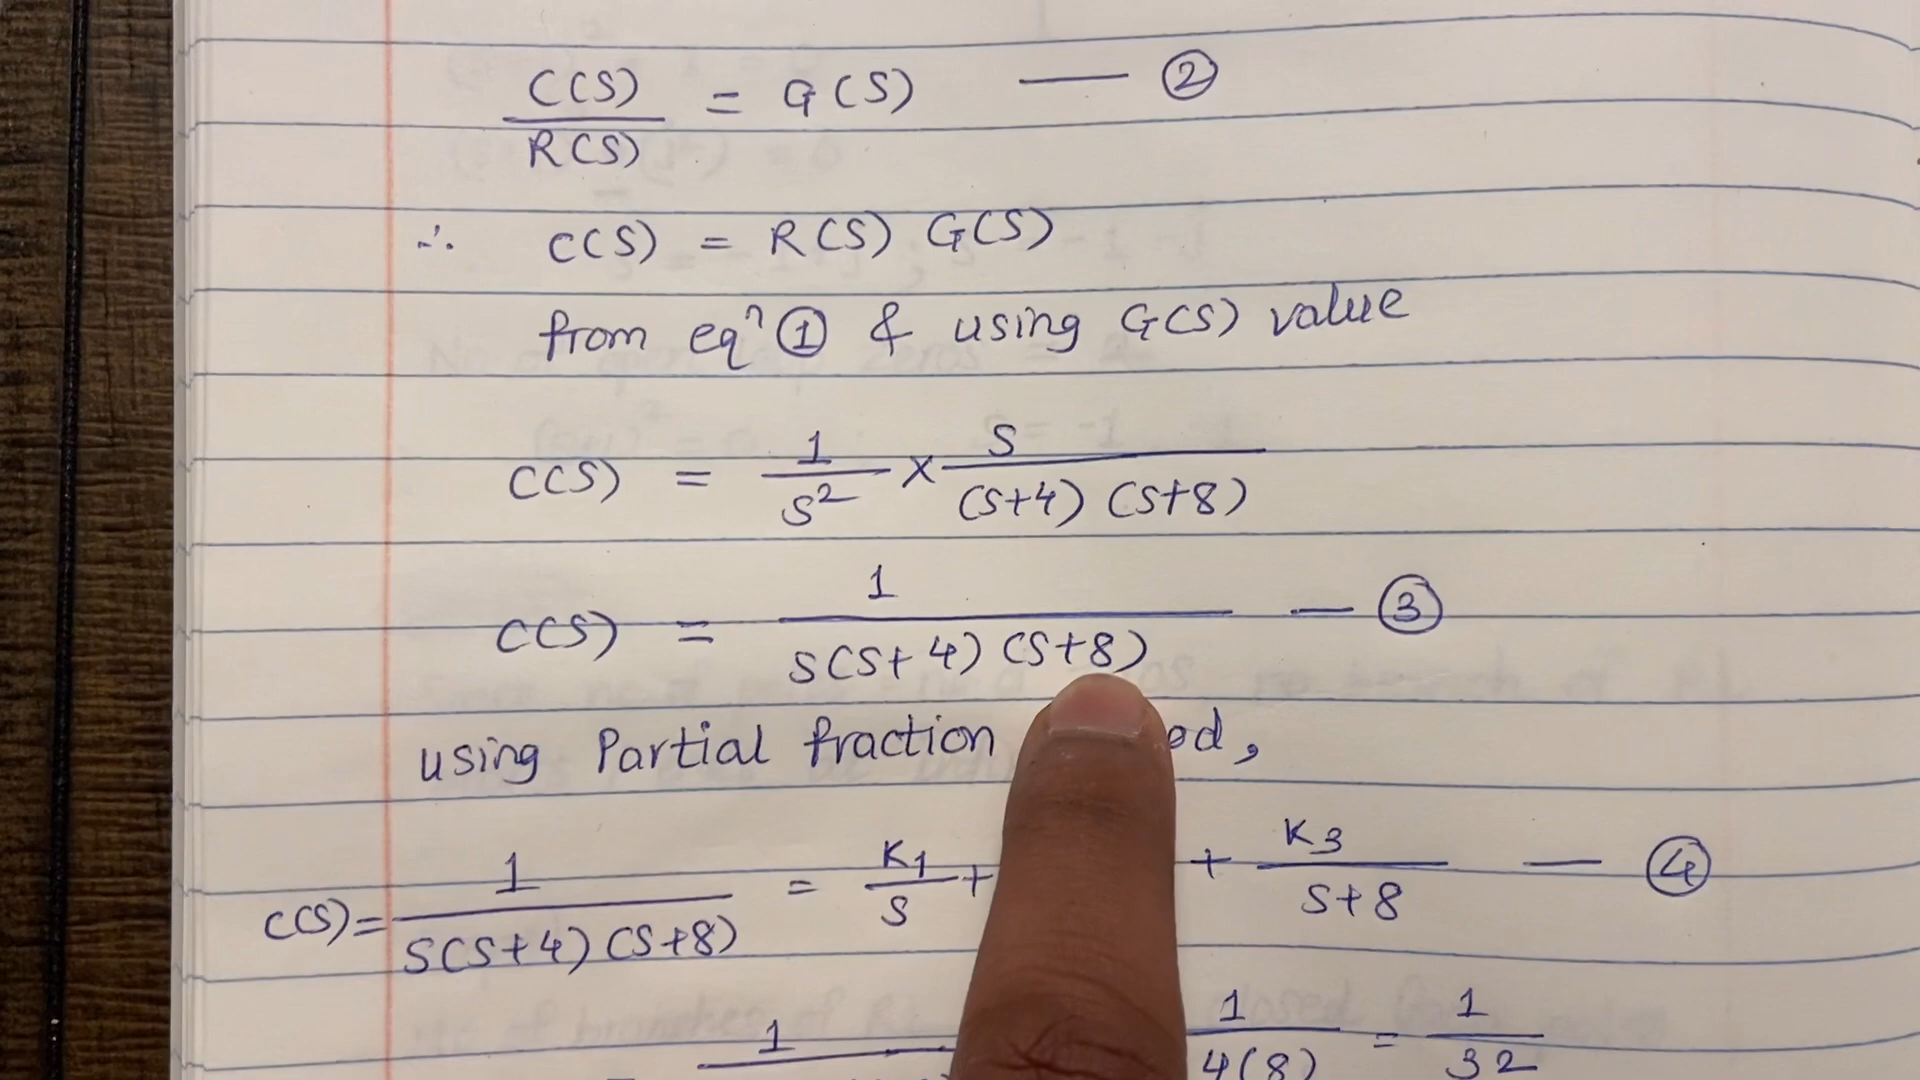 C(S)/R(S) = G(S) — ②
∴ C(S) = R(S) G(S)
from eqⁿ ① & using G(S) value
C(S) = 1/S² × S/(S+4) (S+8)
C(S) = 1/S(S+4) (S+8) — ③
using Partial fraction
C(S) = 1/S(S+4) (S+8) = K1/S + + K3/S+8 — ④
1 1/4(8) = 1/32